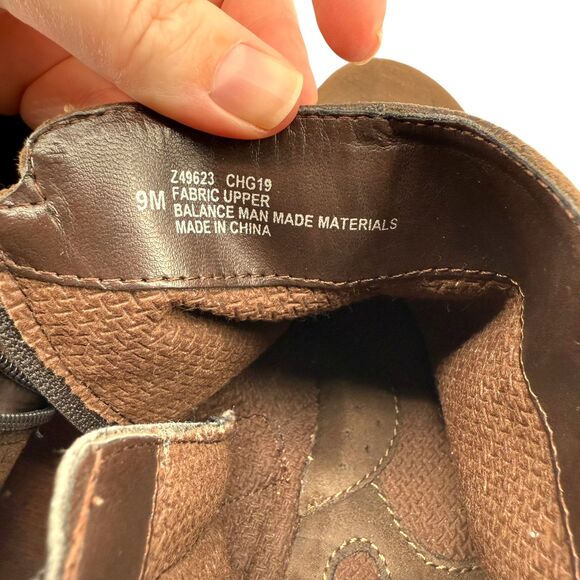 Z49623 CHG19
9M FABRIC UPPER
BALANCE MAN MADE MATERIALS
MADE IN CHINA